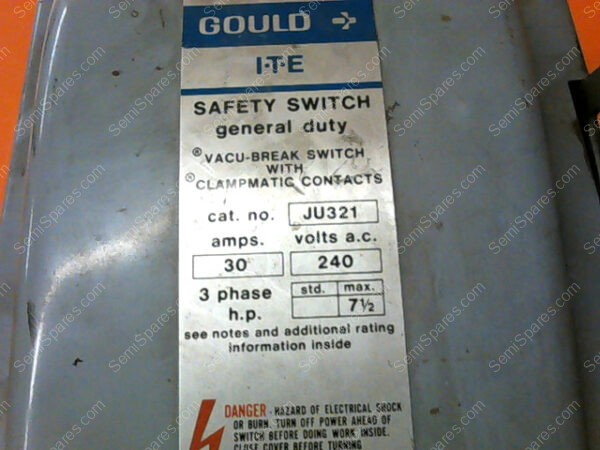 GOULD
I-T-E
SAFETY SWITCH
general duty
® VACU-BREAK SWITCH
WITH
® CLAMPMATIC CONTACTS
cat. no. JU321
amps. volts a.c.
30 240
3 phase std. max.
h.p. 7½
see notes and additional rating
information inside
DANGER - HAZARD OF ELECTRICAL SHOCK
OR BURN. TURN OFF POWER AHEAD OF
SWITCH BEFORE DOING WORK INSIDE.
CLOSE COVER BEFORE TURNING
SemiSpares.com